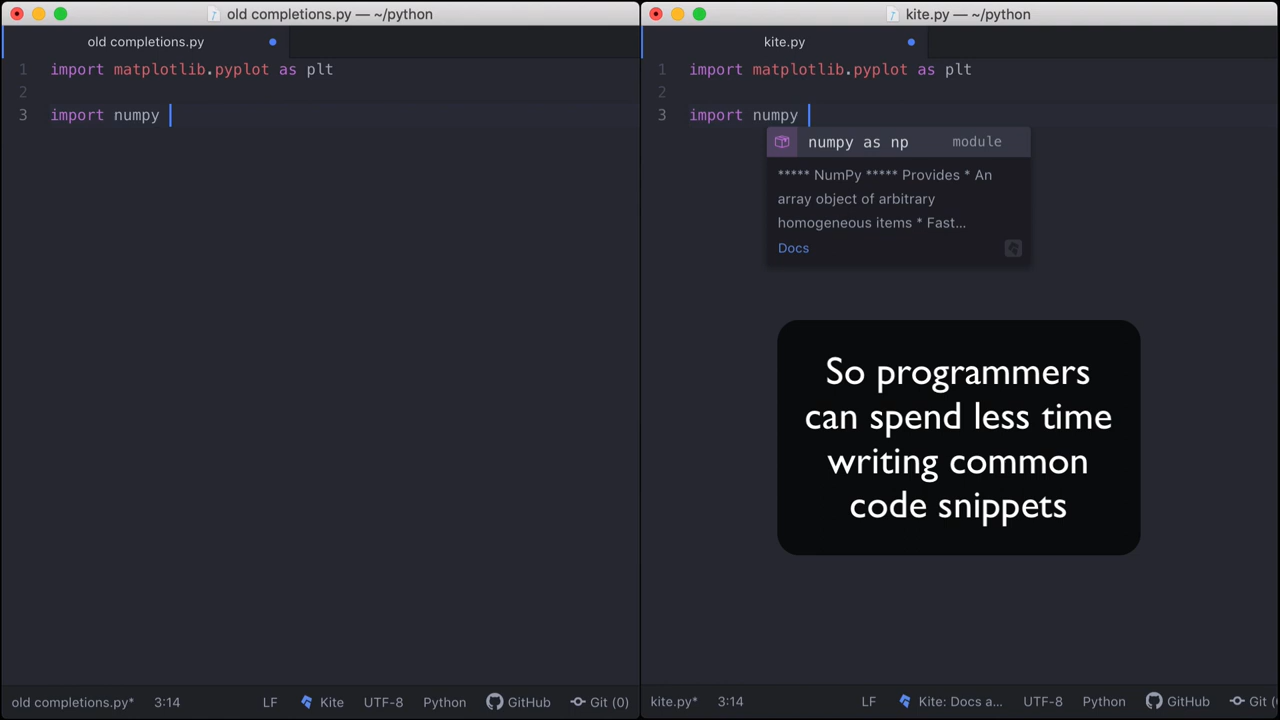 old completions.py — ~/python
old completions.py
1 import matplotlib.pyplot as plt
2
3 import numpy
old completions.py* 3:14 LF Kite UTF-8 Python GitHub Git (0)
kite.py — ~/python
kite.py
1 import matplotlib.pyplot as plt
2
3 import numpy
numpy as np module
***** NumPy ***** Provides * An
array object of arbitrary
homogeneous items * Fast...
Docs
So programmers
can spend less time
writing common
code snippets
kite.py* 3:14 LF Kite: Docs a... UTF-8 Python GitHub Git (